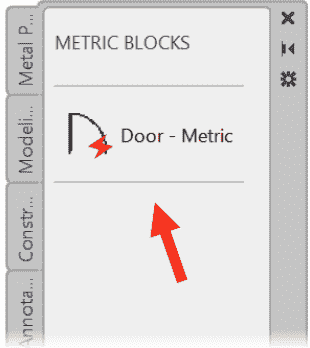 METRIC BLOCKS
Door - Metric
Metal P...
Modeli...
Constr...
Annota...